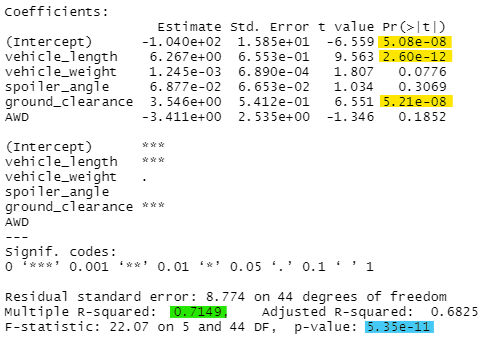 Coefficients:
Estimate Std. Error t value Pr(>|t|)
(Intercept) -1.040e+02 1.585e+01 -6.559 5.08e-08
vehicle_length 6.267e+00 6.553e-01 9.563 2.60e-12
vehicle_weight 1.245e-03 6.890e-04 1.807 0.0776
spoiler_angle 6.877e-02 6.653e-02 1.034 0.3069
ground_clearance 3.546e+00 5.412e-01 6.551 5.21e-08
AWD -3.411e+00 2.535e+00 -1.346 0.1852
(Intercept) ***
vehicle_length ***
vehicle_weight .
spoiler_angle
ground_clearance ***
AWD
---
Signif. codes:
0 ‘***’ 0.001 ‘**’ 0.01 ‘*’ 0.05 ‘.’ 0.1 ‘ ’ 1
Residual standard error: 8.774 on 44 degrees of freedom
Multiple R-squared: 0.7149, Adjusted R-squared: 0.6825
F-statistic: 22.07 on 5 and 44 DF, p-value: 5.35e-11